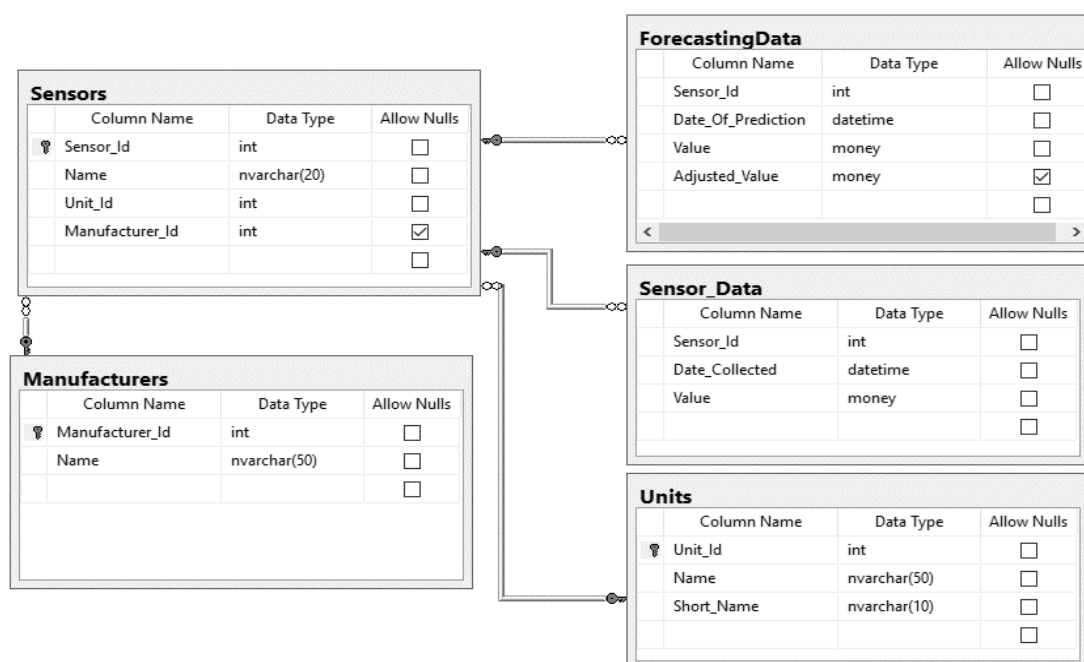 Sensors
Column Name Data Type Allow Nulls
Sensor_Id int
Name nvarchar(20)
Unit_Id int
Manufacturer_Id int
Manufacturers
Column Name Data Type Allow Nulls
Manufacturer_Id int
Name nvarchar(50)
ForecastingData
Column Name Data Type Allow Nulls
Sensor_Id int
Date_Of_Prediction datetime
Value money
Adjusted_Value money
Sensor_Data
Column Name Data Type Allow Nulls
Sensor_Id int
Date_Collected datetime
Value money
Units
Column Name Data Type Allow Nulls
Unit_Id int
Name nvarchar(50)
Short_Name nvarchar(10)